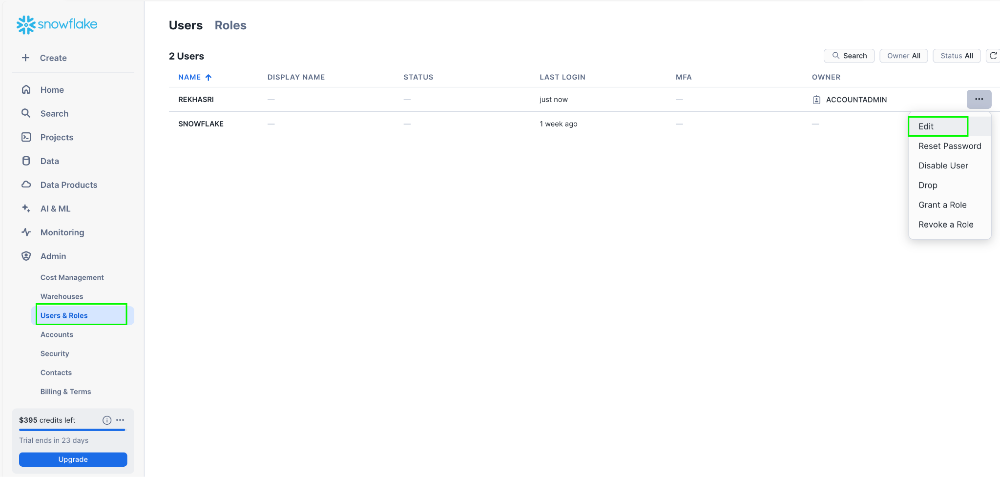 snowflake
Create
Home
Search
Projects
Data
Data Products
AI & ML
Monitoring
Admin
Cost Management
Warehouses
Users & Roles
Accounts
Security
Contacts
Billing & Terms
$395 credits left
Trial ends in 23 days
Upgrade
Users Roles
2 Users
Search Owner All Status All
NAME DISPLAY NAME STATUS LAST LOGIN MFA OWNER
REKHASRI — — just now — ACCOUNTADMIN
SNOWFLAKE — — 1 week ago — —
Edit
Reset Password
Disable User
Drop
Grant a Role
Revoke a Role